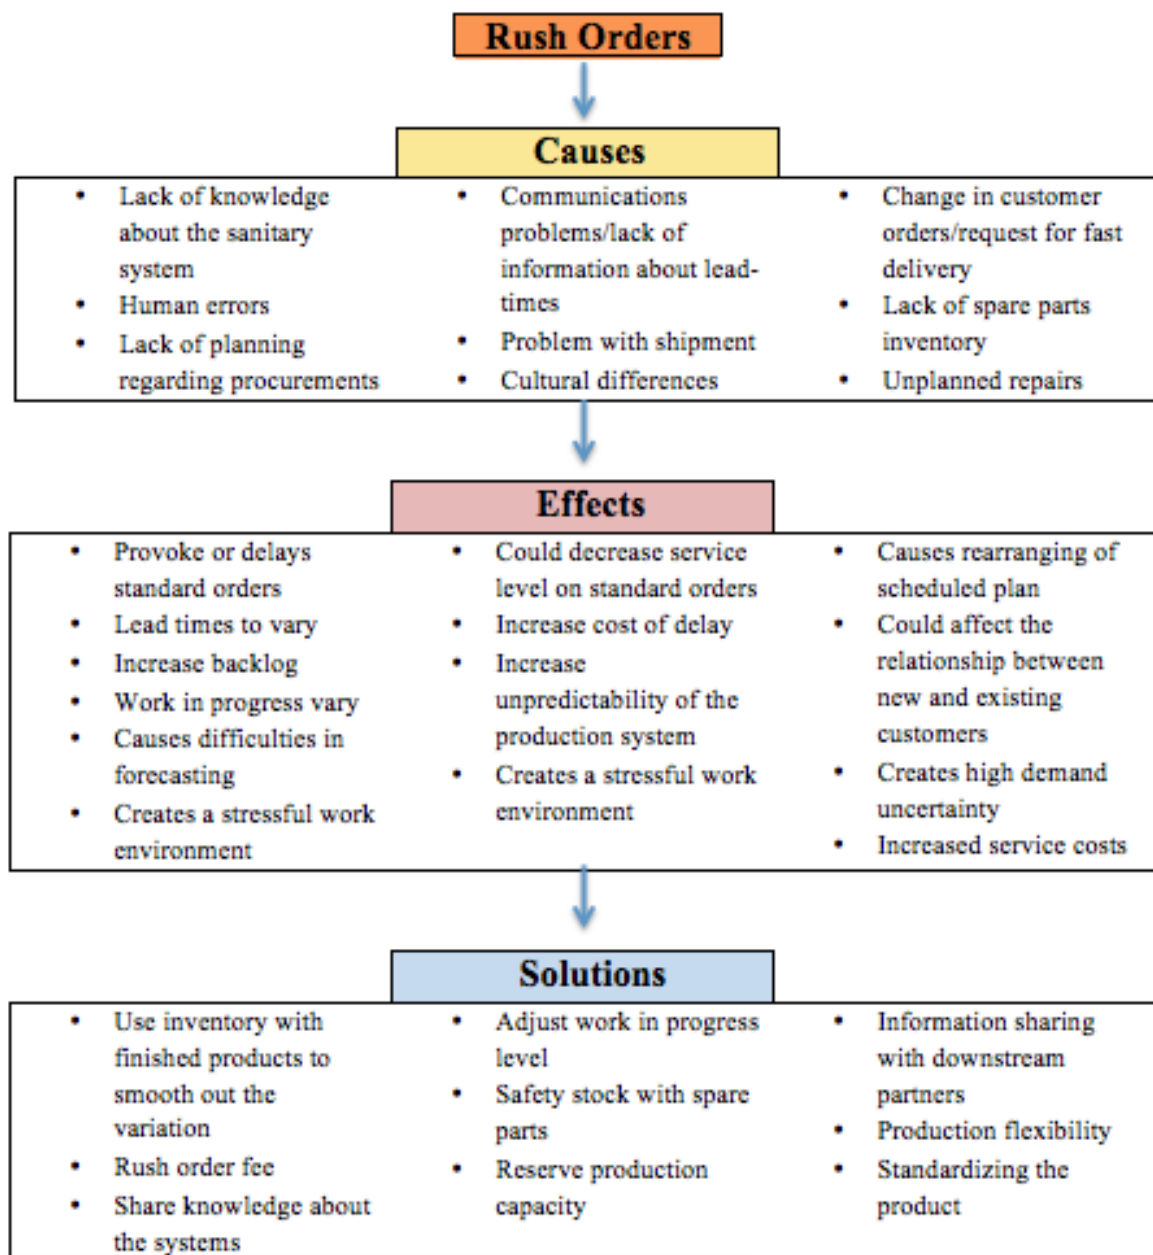 Rush Orders
Causes
• Lack of knowledge
about the sanitary
system
• Human errors
• Lack of planning
regarding procurements
• Communications
problems/lack of
information about lead-
times
• Problem with shipment
• Cultural differences
• Change in customer
orders/request for fast
delivery
• Lack of spare parts
inventory
• Unplanned repairs
Effects
• Provoke or delays
standard orders
• Lead times to vary
• Increase backlog
• Work in progress vary
• Causes difficulties in
forecasting
• Creates a stressful work
environment
• Could decrease service
level on standard orders
• Increase cost of delay
• Increase
unpredictability of the
production system
• Creates a stressful work
environment
• Causes rearranging of
scheduled plan
• Could affect the
relationship between
new and existing
customers
• Creates high demand
uncertainty
• Increased service costs
Solutions
• Use inventory with
finished products to
smooth out the
variation
• Rush order fee
• Share knowledge about
the systems
• Adjust work in progress
level
• Safety stock with spare
parts
• Reserve production
capacity
• Information sharing
with downstream
partners
• Production flexibility
• Standardizing the
product